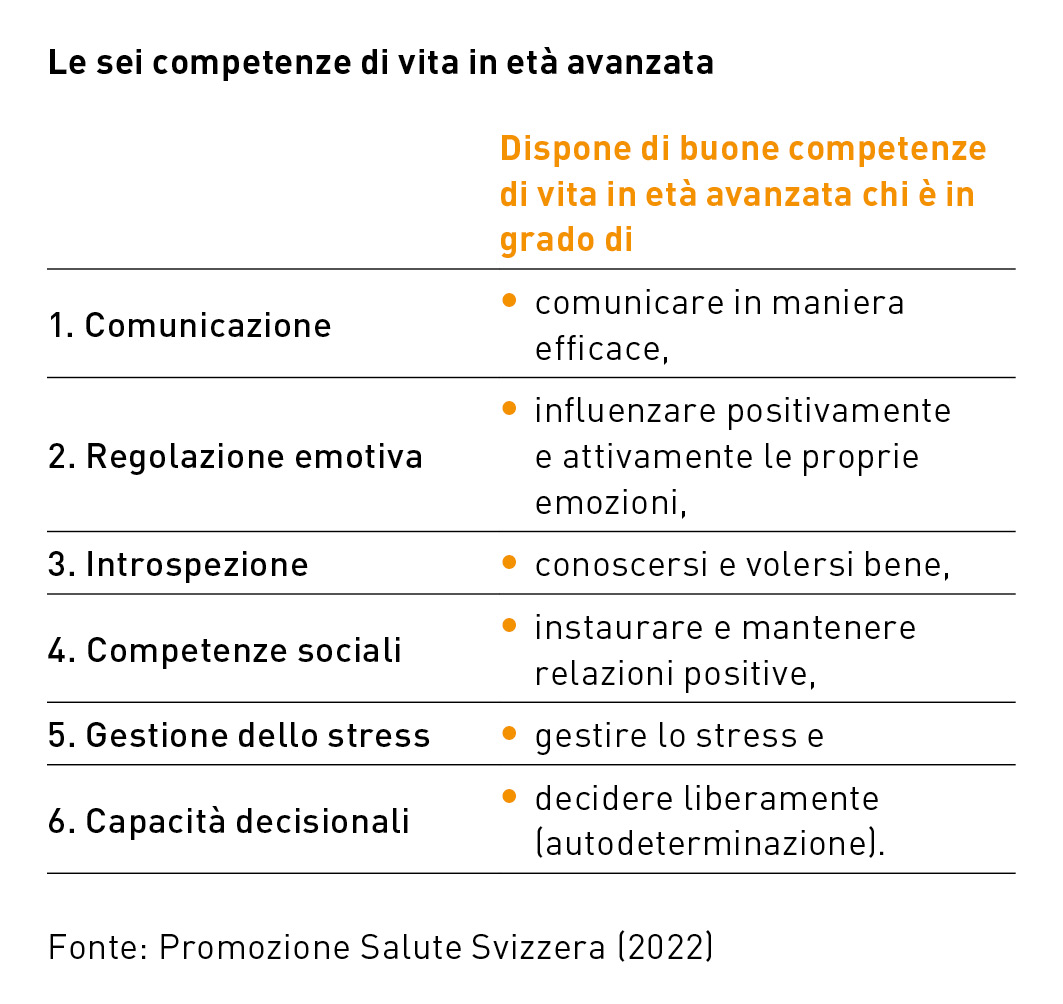 Le sei competenze di vita in età avanzata
Dispone di buone competenze
di vita in età avanzata chi è in
grado di
1. Comunicazione
• comunicare in maniera
efficace,
2. Regolazione emotiva
• influenzare positivamente
e attivamente le proprie
emozioni,
3. Introspezione
• conoscersi e volersi bene,
4. Competenze sociali
• instaurare e mantenere
relazioni positive,
5. Gestione dello stress
• gestire lo stress e
6. Capacità decisionali
• decidere liberamente
(autodeterminazione).
Fonte: Promozione Salute Svizzera (2022)